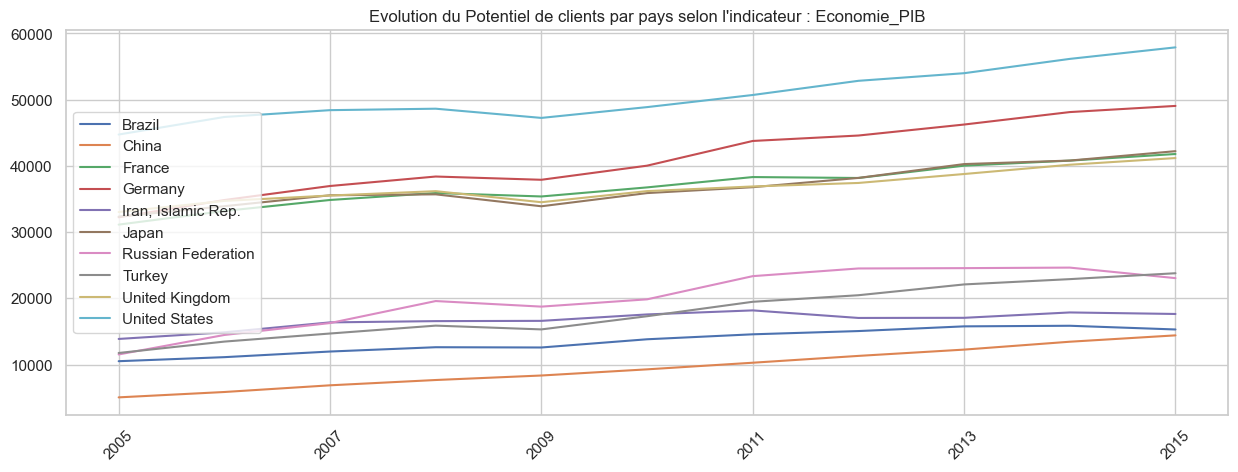 Evolution du Potentiel de clients par pays selon l'indicateur : Economie_PIB
60000
50000
40000
30000
20000
10000
Brazil
China
France
Germany
Iran, Islamic Rep.
Japan
Russian Federation
Turkey
United Kingdom
United States
2005
2007
2009
2011
2013
2015